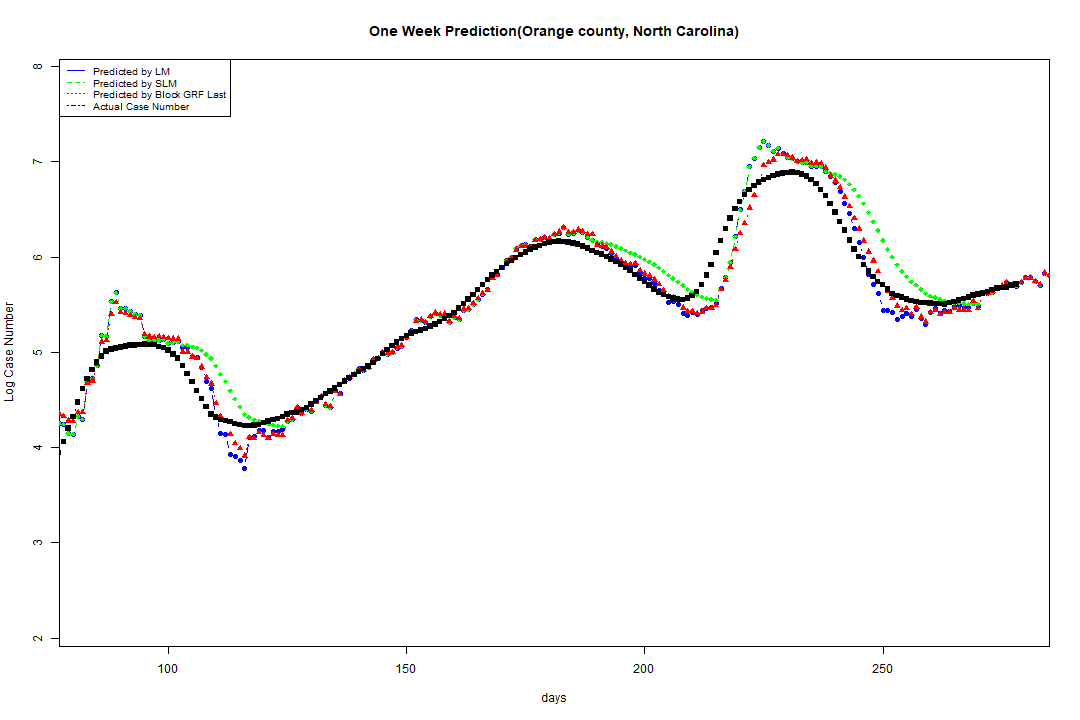 One Week Prediction(Orange county, North Carolina)
Predicted by LM
Predicted by SLM
Predicted by Block GRF Last
Actual Case Number
8
7
6
5
4
3
2
Log Case Number
100 150 200 250
days